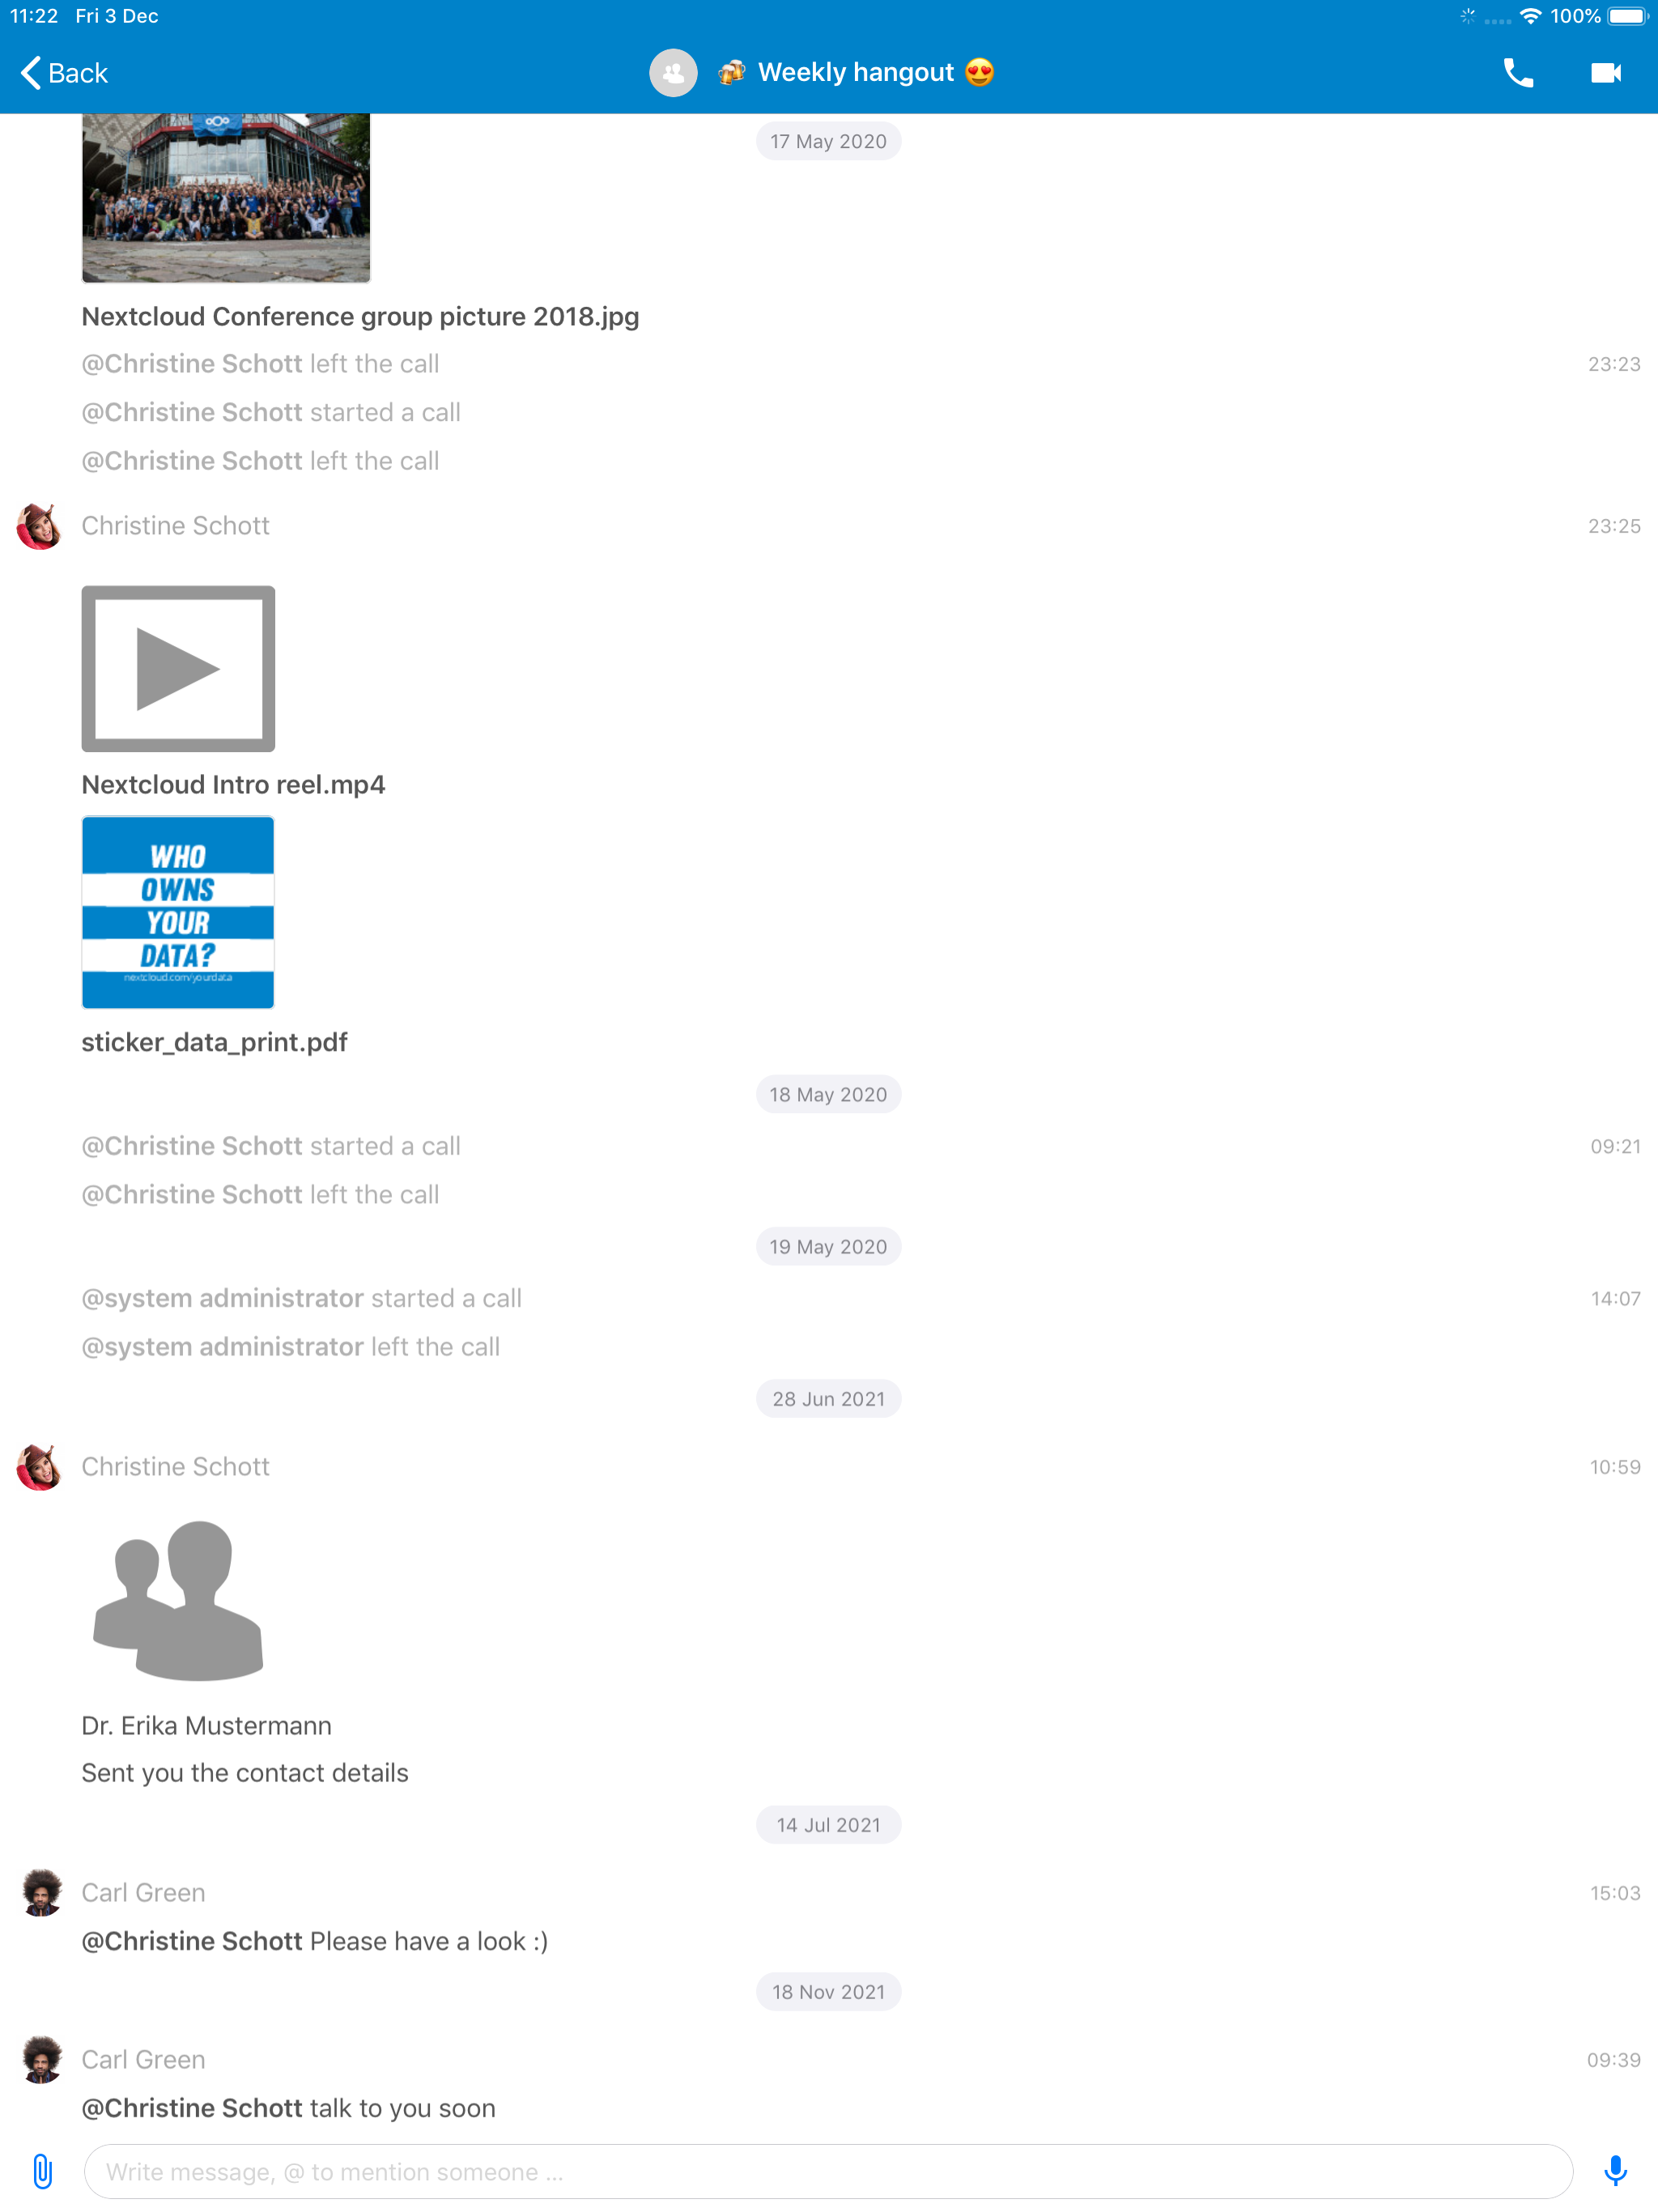 11:22 Fri 3 Dec 100%
Back 🍻 Weekly hangout 😍
17 May 2020
Nextcloud Conference group picture 2018.jpg
@Christine Schott left the call 23:23
@Christine Schott started a call
@Christine Schott left the call
Christine Schott 23:25
Nextcloud Intro reel.mp4
WHO
OWNS
YOUR
DATA?
nextcloud.com/yourdata
sticker_data_print.pdf
18 May 2020
@Christine Schott started a call 09:21
@Christine Schott left the call
19 May 2020
@system administrator started a call 14:07
@system administrator left the call
28 Jun 2021
Christine Schott 10:59
Dr. Erika Mustermann
Sent you the contact details
14 Jul 2021
Carl Green 15:03
@Christine Schott Please have a look :)
18 Nov 2021
Carl Green 09:39
@Christine Schott talk to you soon
Write message, @ to mention someone ...